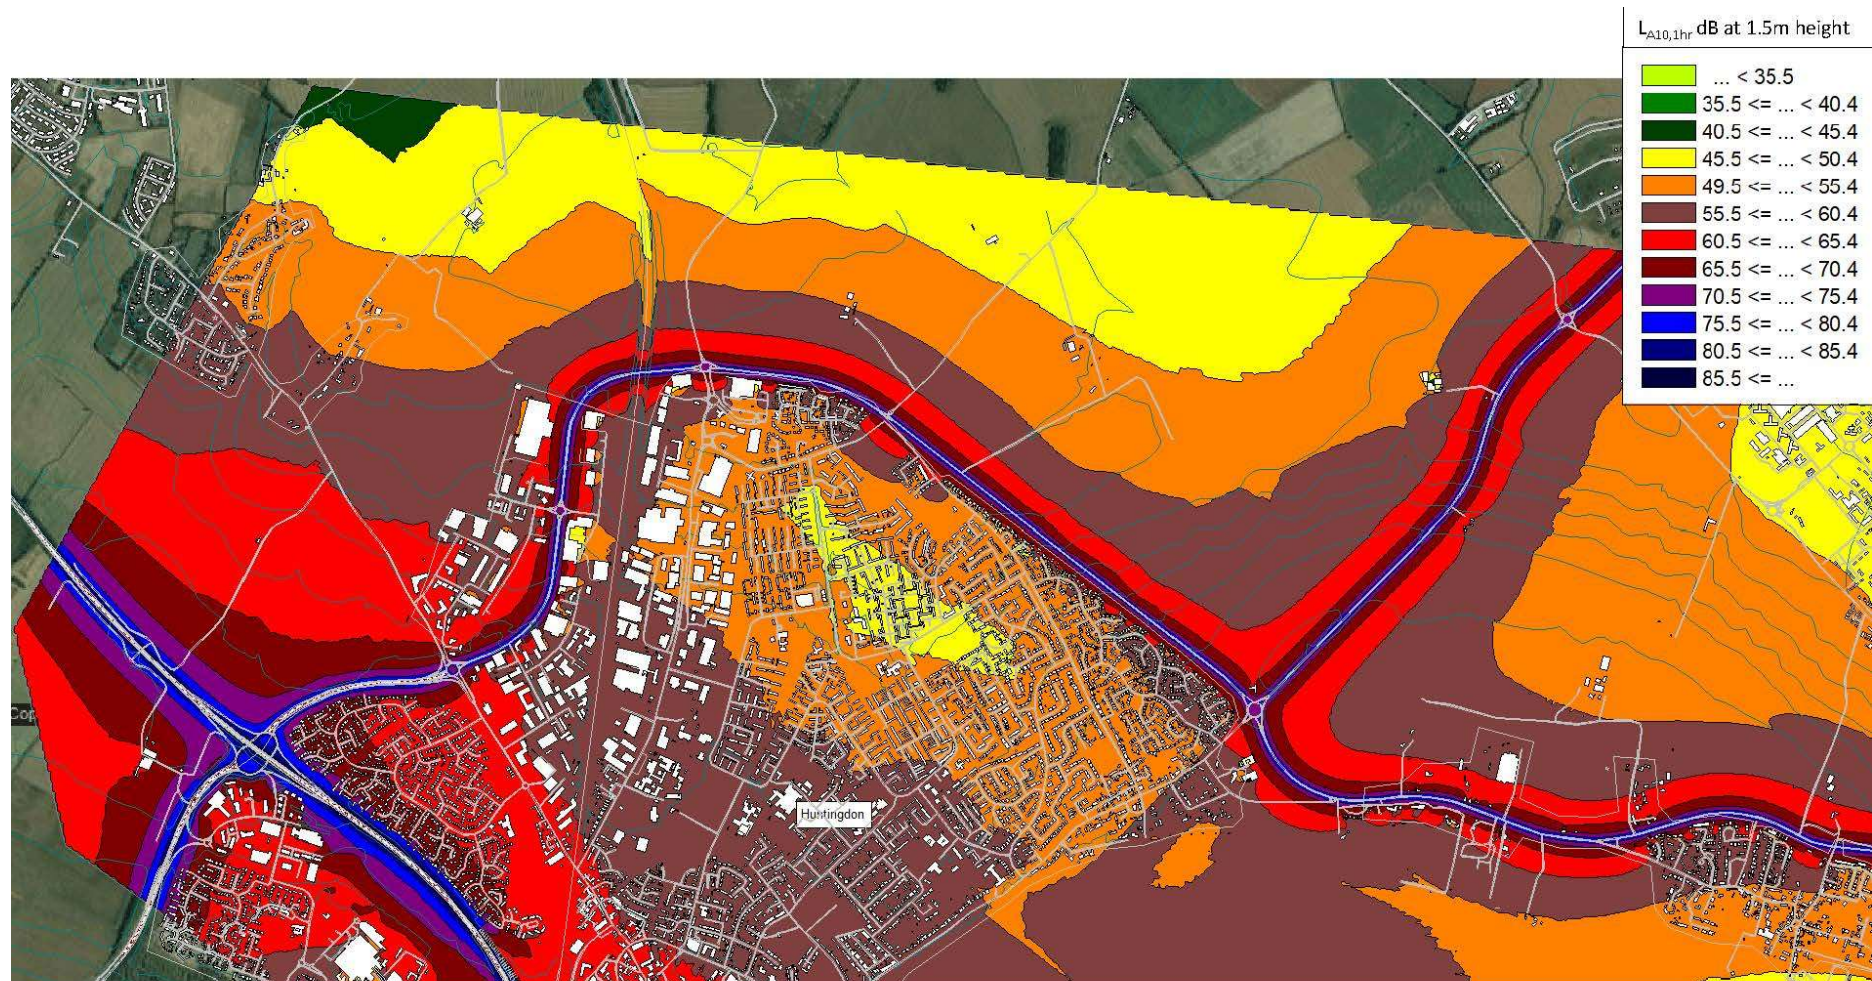 L_A10,1hr dB at 1.5m height
... < 35.5
35.5 <= ... < 40.4
40.5 <= ... < 45.4
45.5 <= ... < 50.4
49.5 <= ... < 55.4
55.5 <= ... < 60.4
60.5 <= ... < 65.4
65.5 <= ... < 70.4
70.5 <= ... < 75.4
75.5 <= ... < 80.4
80.5 <= ... < 85.4
85.5 <= ...
Cop
Huntingdon